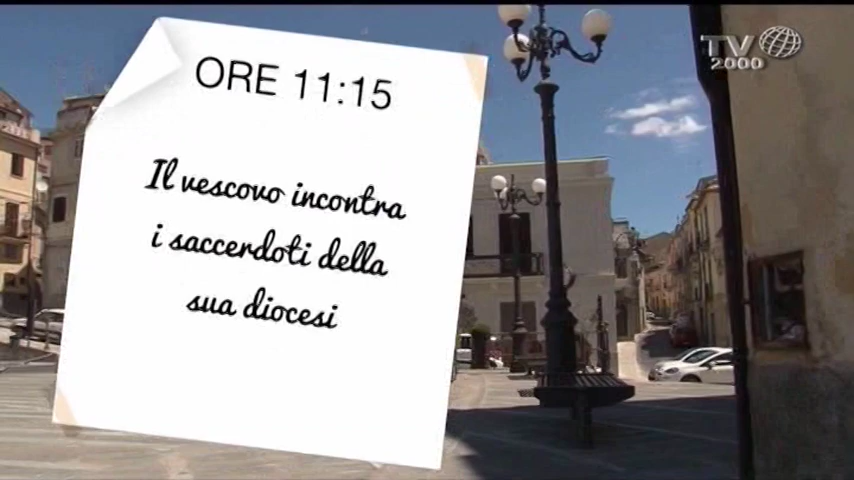 ORE 11:15
Il vescovo incontra
i saccerdoti della
sua diocesi
TV
2000